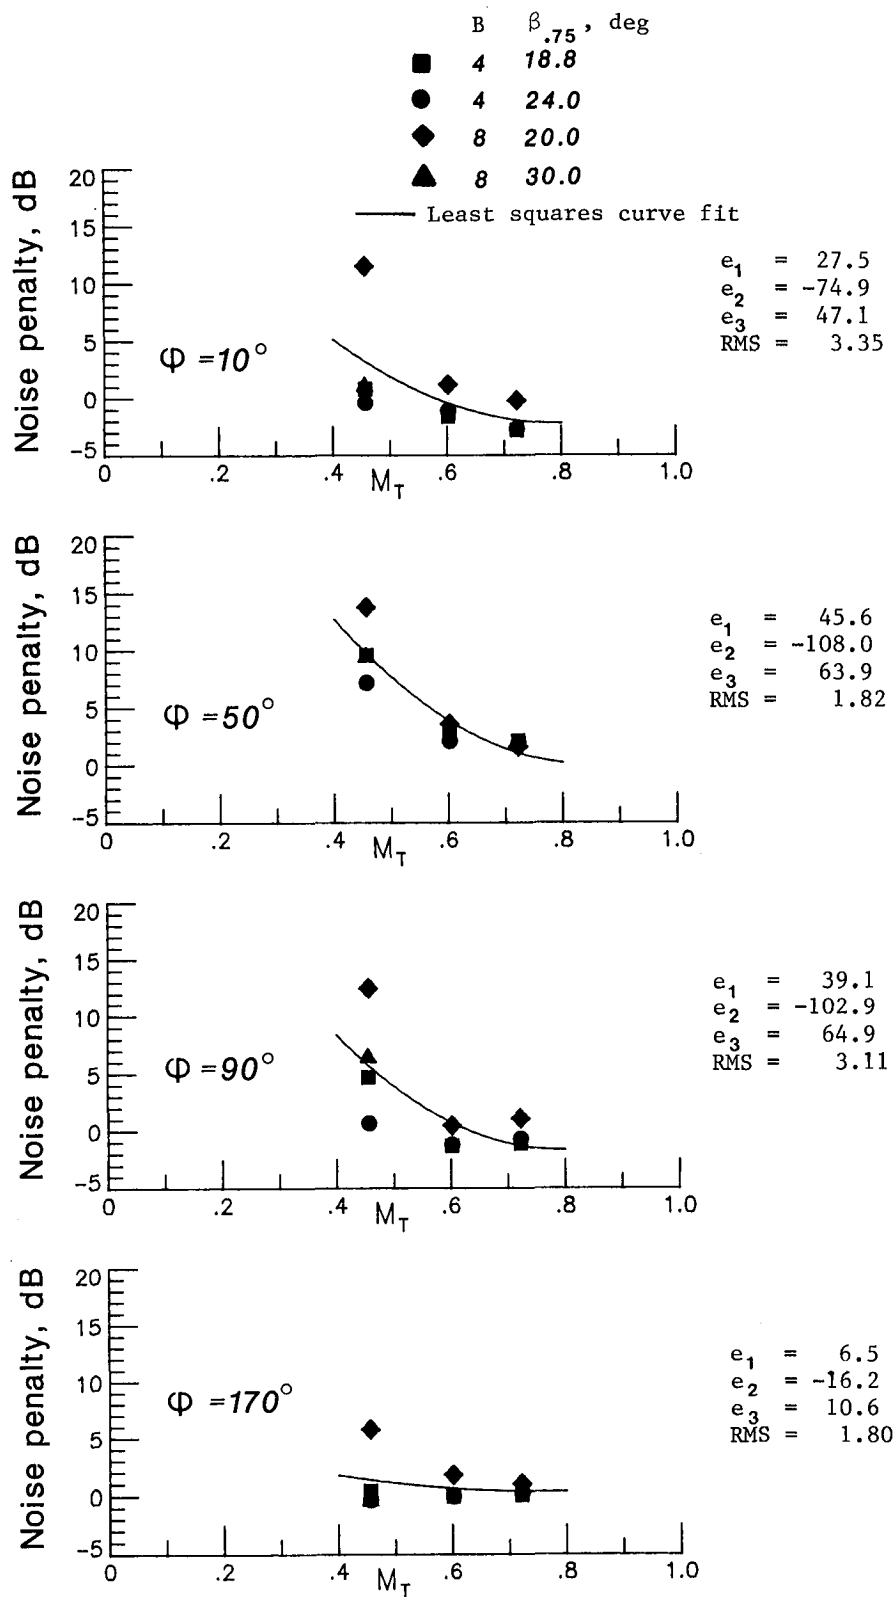 B β.75, deg
4 18.8
4 24.0
8 20.0
8 30.0
Least squares curve fit
Noise penalty, dB
20
15
10
5
0
-5
φ = 10°
0 .2 .4 .6 .8 1.0
M_T
e1 = 27.5
e2 = -74.9
e3 = 47.1
RMS = 3.35
Noise penalty, dB
20
15
10
5
0
-5
φ = 50°
0 .2 .4 .6 .8 1.0
M_T
e1 = 45.6
e2 = -108.0
e3 = 63.9
RMS = 1.82
Noise penalty, dB
20
15
10
5
0
-5
φ = 90°
0 .2 .4 .6 .8 1.0
M_T
e1 = 39.1
e2 = -102.9
e3 = 64.9
RMS = 3.11
Noise penalty, dB
20
15
10
5
0
-5
φ = 170°
0 .2 .4 .6 .8 1.0
M_T
e1 = 6.5
e2 = -16.2
e3 = 10.6
RMS = 1.80